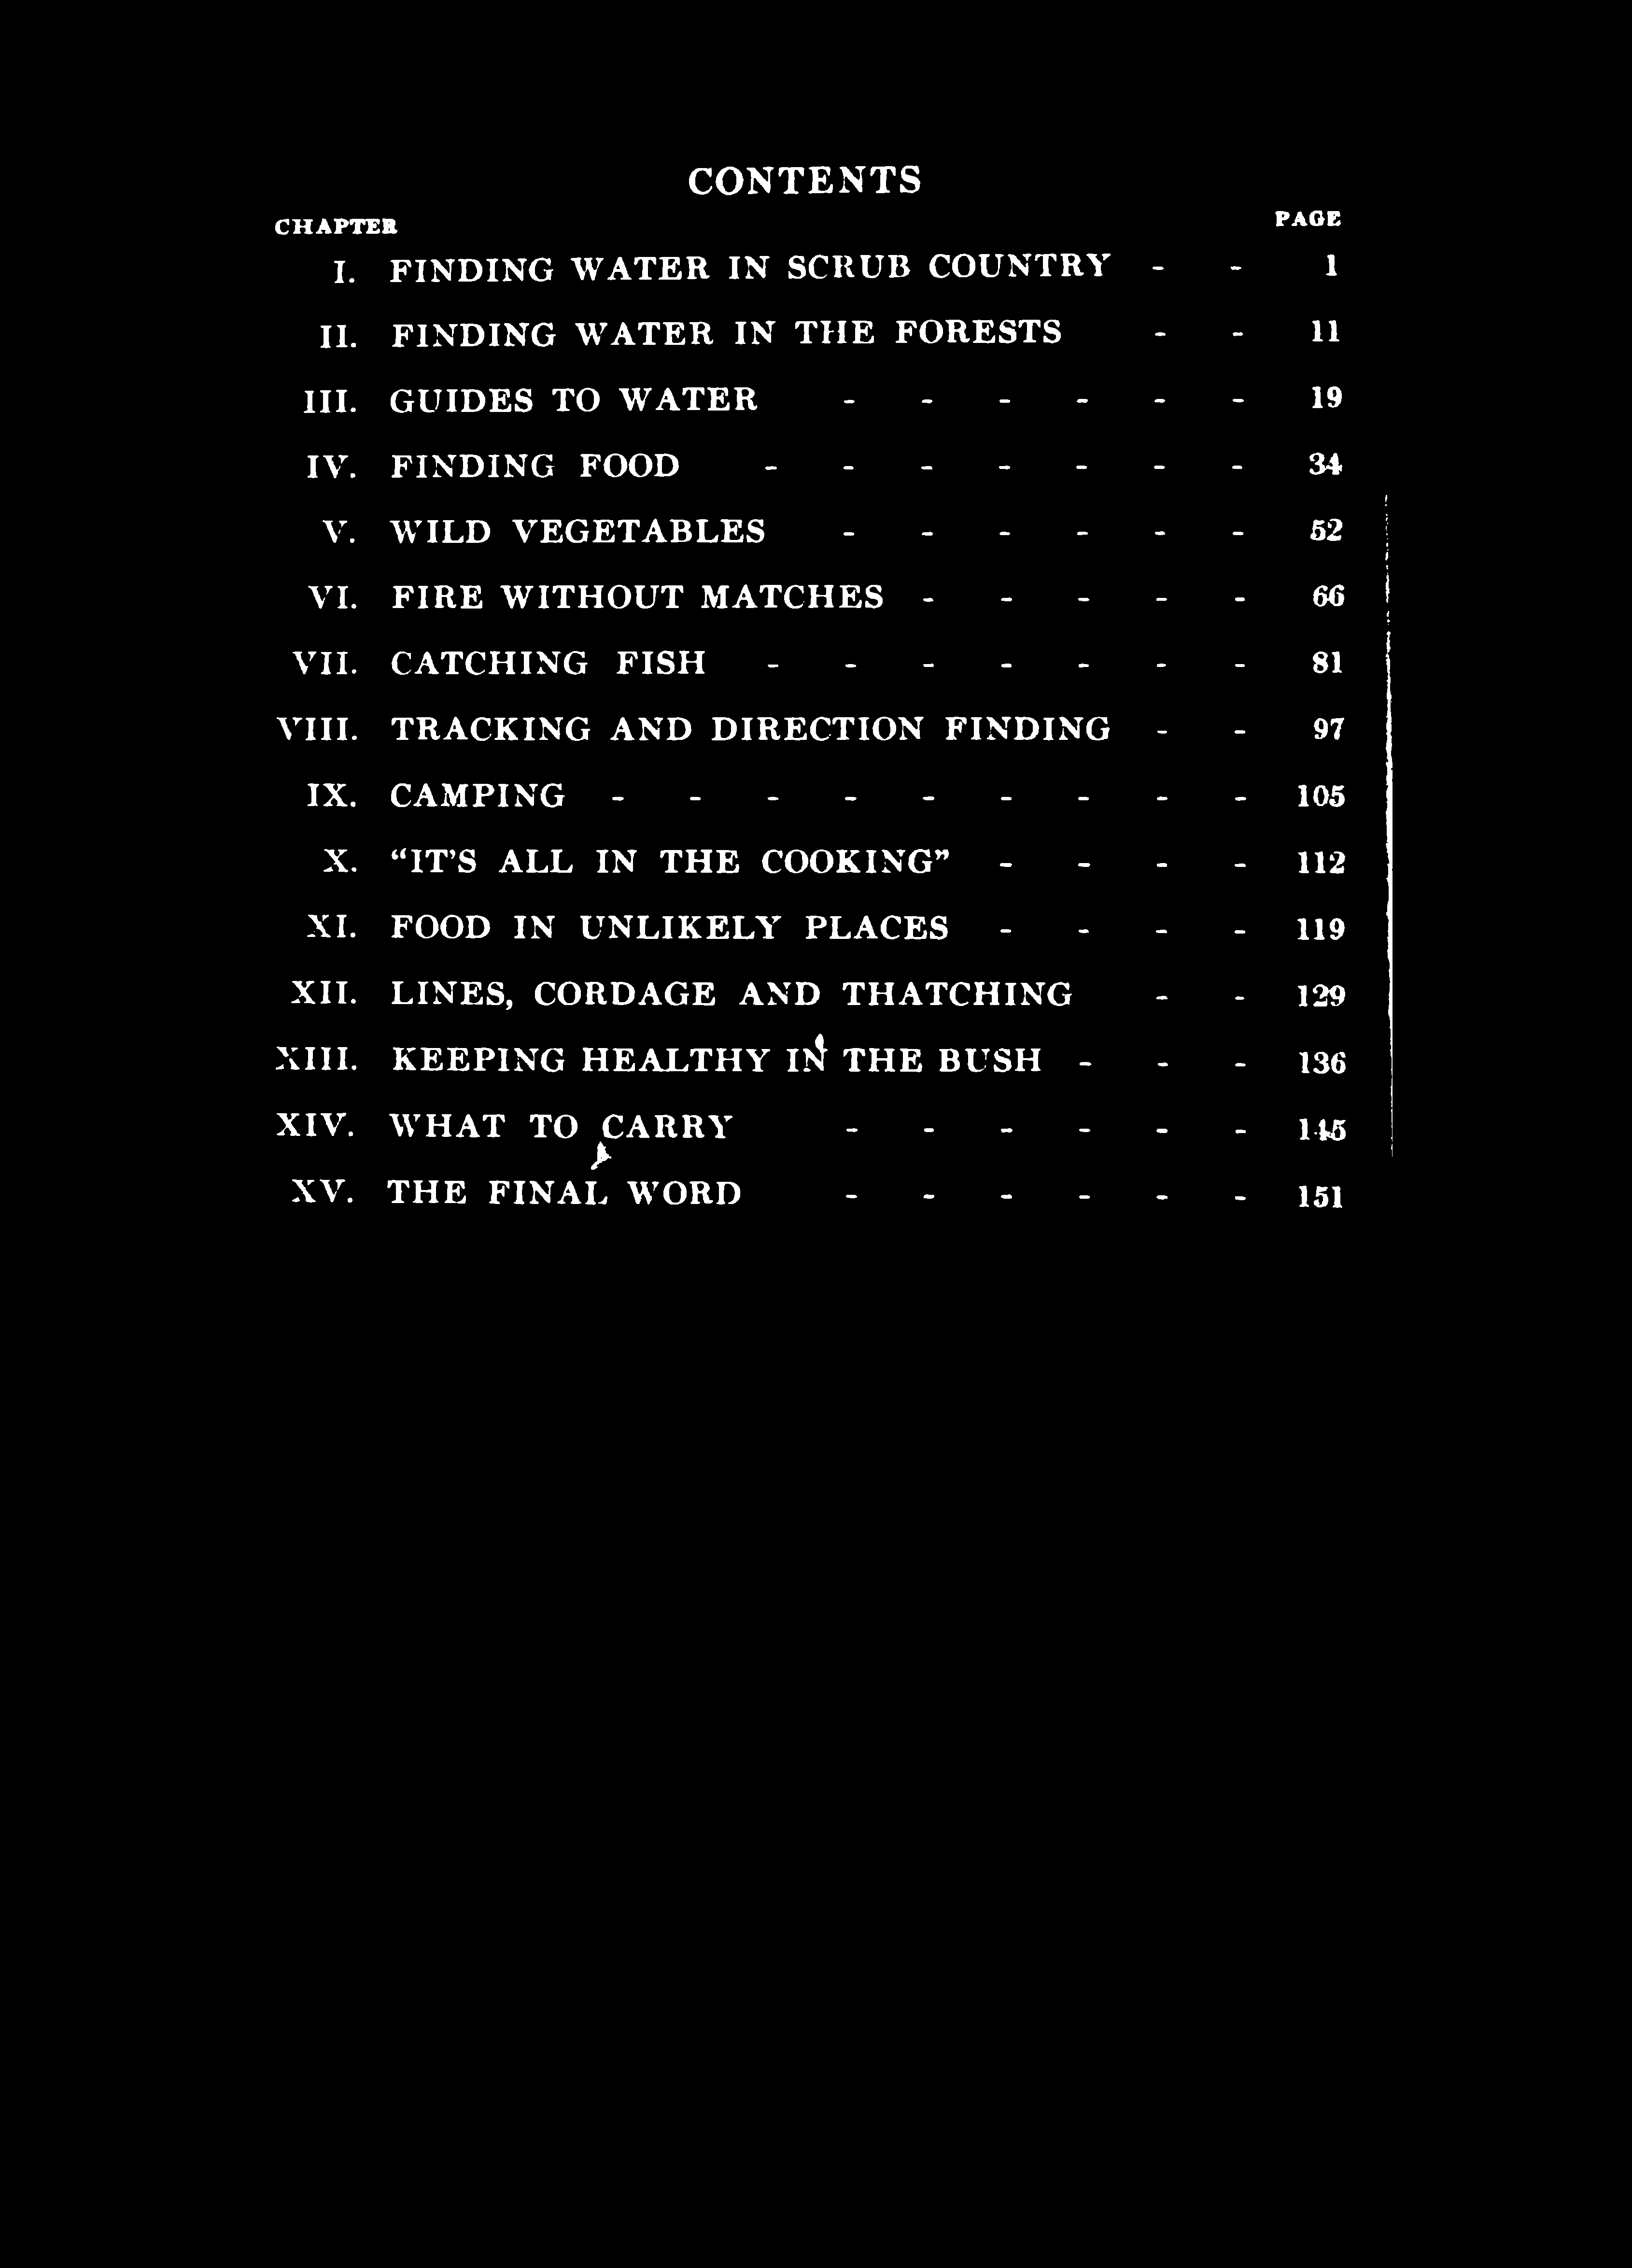 CONTENTS
CHAPTER PAGE
I. FINDING WATER IN SCRUB COUNTRY - - 1
II. FINDING WATER IN THE FORESTS - - 11
III. GUIDES TO WATER - - - - - - 19
IV. FINDING FOOD - - - - - - - 34
V. WILD VEGETABLES - - - - - - 52
VI. FIRE WITHOUT MATCHES - - - - - 66
VII. CATCHING FISH - - - - - - - 81
VIII. TRACKING AND DIRECTION FINDING - - 97
IX. CAMPING - - - - - - - - - 105
X. “IT’S ALL IN THE COOKING” - - - - 112
XI. FOOD IN UNLIKELY PLACES - - - - 119
XII. LINES, CORDAGE AND THATCHING - - 129
XIII. KEEPING HEALTHY IN THE BUSH - - - 136
XIV. WHAT TO CARRY - - - - - - 145
XV. THE FINAL WORD - - - - - - 151